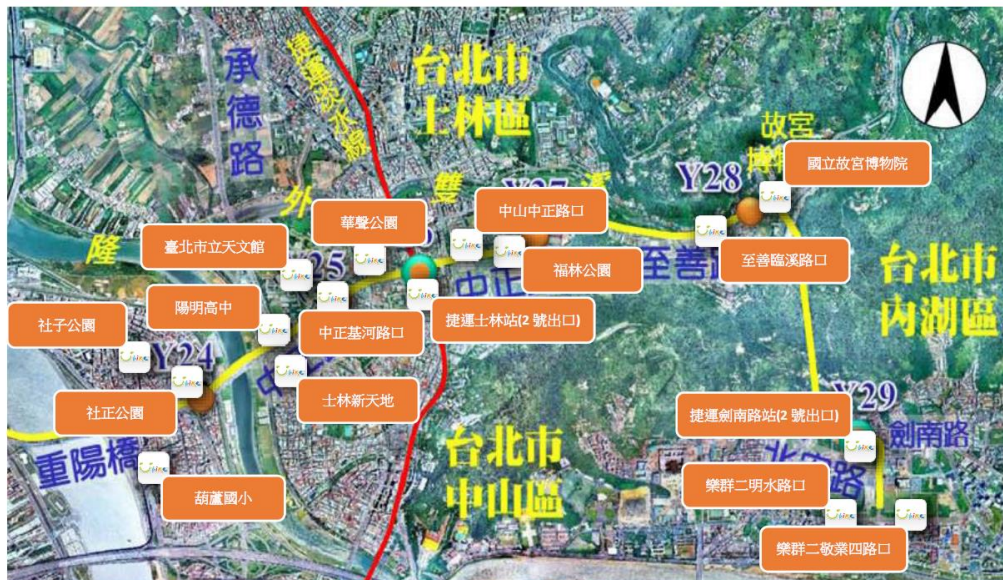 捷運淡水線
承德路
台北市
士林區
故宮
Y28
國立故宮博物院
外
雙
溪
中山中正路口
華聲公園
隆
臺北市立天文館
25
中正
福林公園
至善
至善臨溪路口
台北市
內湖區
陽明高中
中正基河路口
捷運士林站(2 號出口)
社子公園
Y24
社正公園
士林新天地
Y29
捷運劍南路站(2 號出口)
劍南路
重陽橋
葫蘆國小
台北市
中山區
樂群二明水路口
路
樂群二敬業四路口